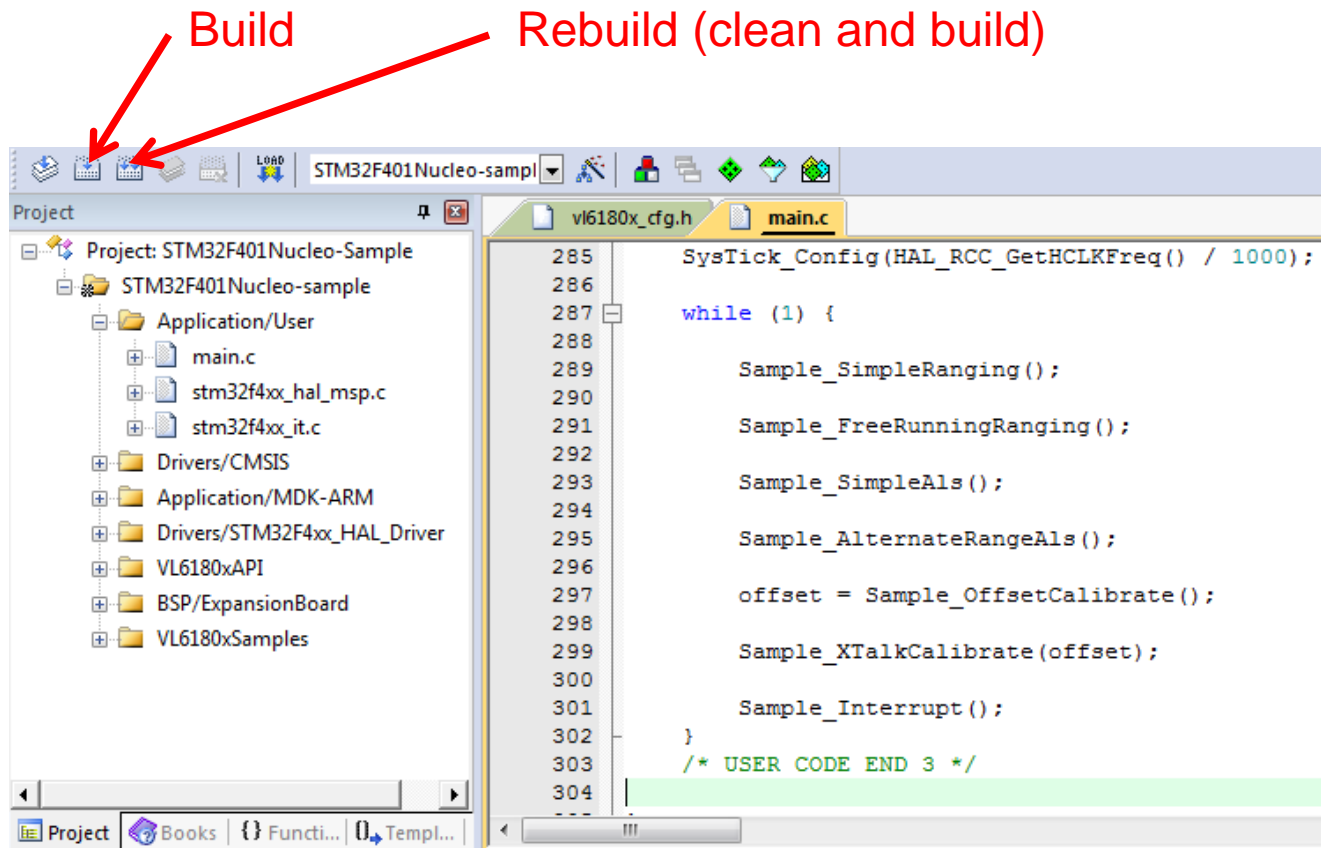 Build Rebuild (clean and build)
LOAD STM32F401Nucleo-sampl
Project
vl6180x_cfg.h main.c
Project: STM32F401Nucleo-Sample
STM32F401Nucleo-sample
Application/User
main.c
stm32f4xx_hal_msp.c
stm32f4xx_it.c
Drivers/CMSIS
Application/MDK-ARM
Drivers/STM32F4xx_HAL_Driver
VL6180xAPI
BSP/ExpansionBoard
VL6180xSamples
285 SysTick_Config(HAL_RCC_GetHCLKFreq() / 1000);
286
287 while (1) {
288
289 Sample_SimpleRanging();
290
291 Sample_FreeRunningRanging();
292
293 Sample_SimpleAls();
294
295 Sample_AlternateRangeAls();
296
297 offset = Sample_OffsetCalibrate();
298
299 Sample_XTalkCalibrate(offset);
300
301 Sample_Interrupt();
302 }
303 /* USER CODE END 3 */
304
Project Books {} Functi... 0 Templ...